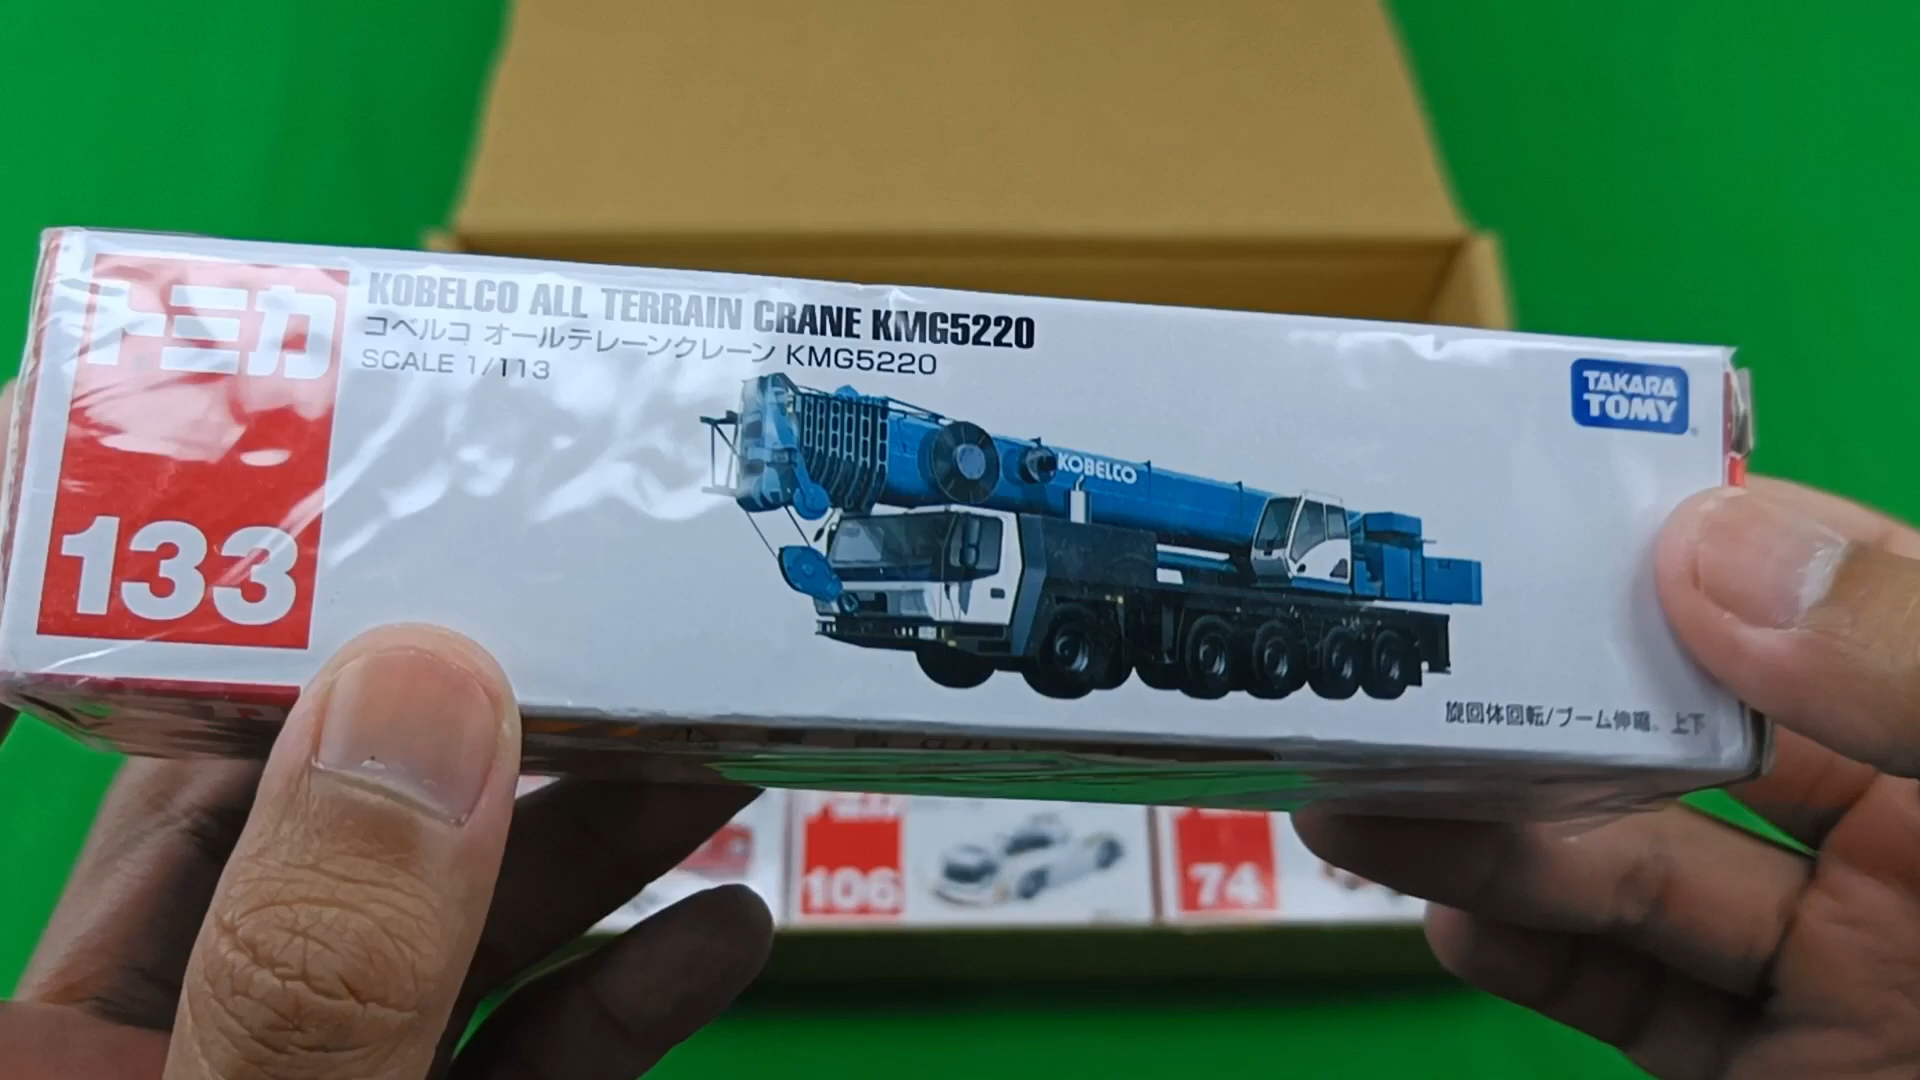 トミカ
133
KOBELCO ALL TERRAIN CRANE KMG5220
コベルコ オールテレーンクレーン KMG5220
SCALE 1/113
TAKARA
TOMY
KOBELCO
旋回体回転/ブーム伸縮。上下
106
74